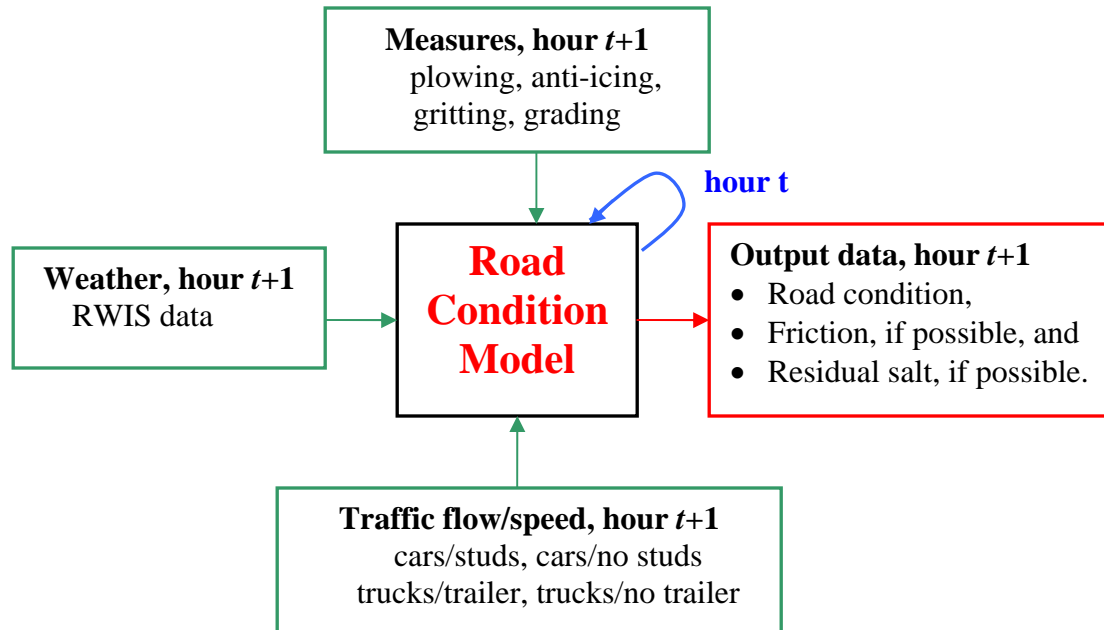 Measures, hour t+1
plowing, anti-icing,
gritting, grading
hour t
Weather, hour t+1
RWIS data
Road
Condition
Model
Output data, hour t+1
• Road condition,
• Friction, if possible, and
• Residual salt, if possible.
Traffic flow/speed, hour t+1
cars/studs, cars/no studs
trucks/trailer, trucks/no trailer